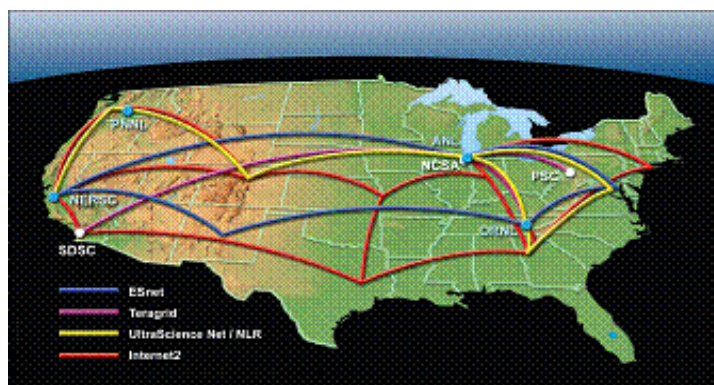 PNNL
ANL
NCSA
PSC
NERSC
ORNL
SDSC
ESnet
Teragrid
UltraScience Net / NLR
Internet2